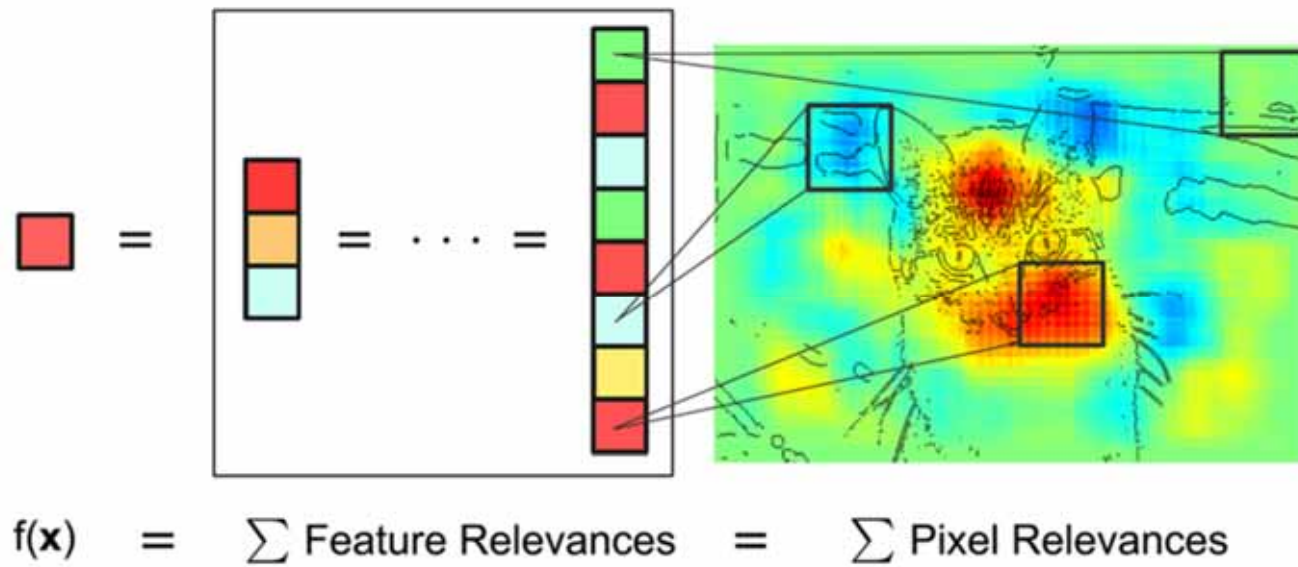 = = · · · =
f(x) = ∑ Feature Relevances = ∑ Pixel Relevances